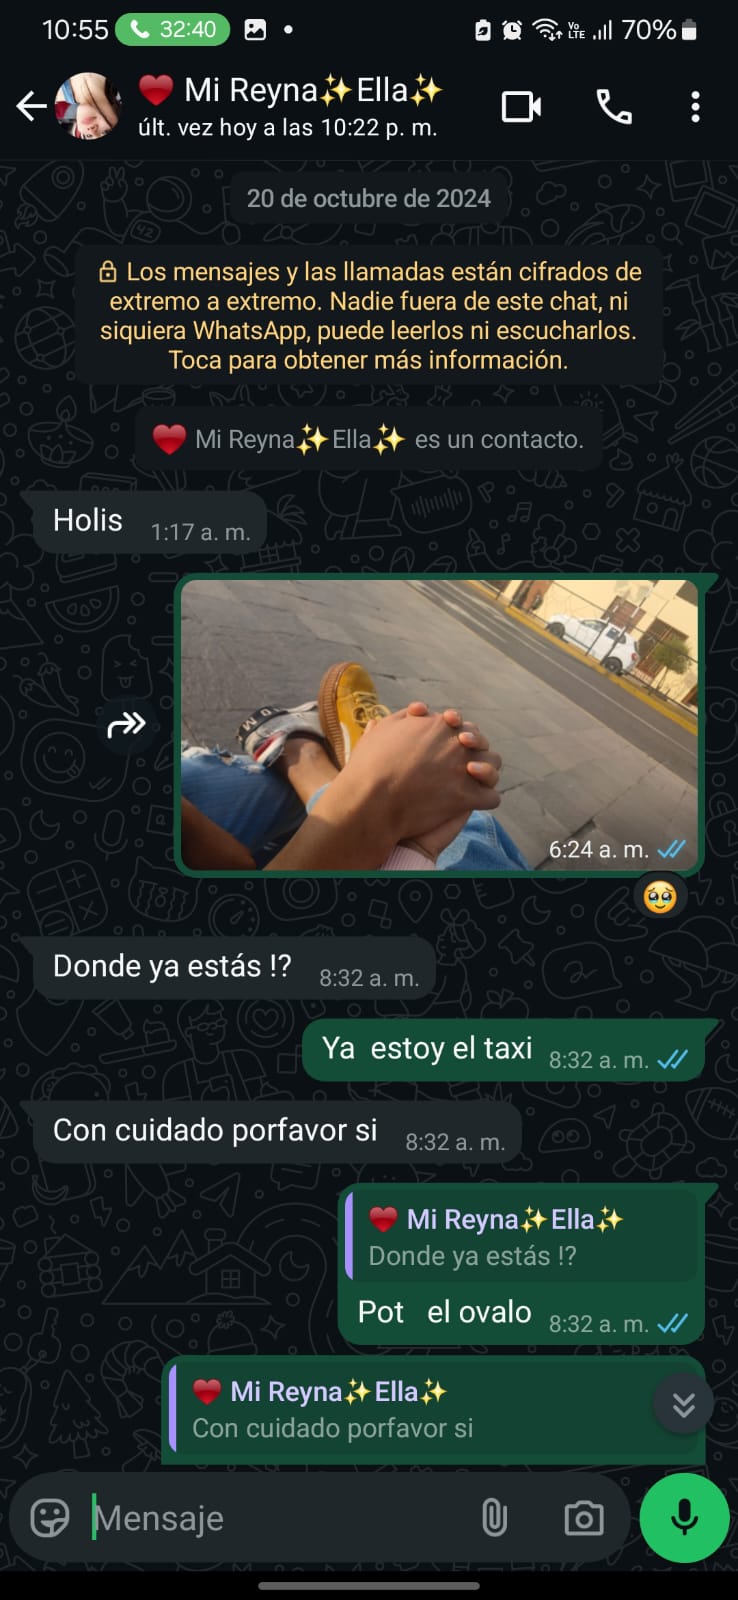 10:55 32:40 Vo LTE 70%
❤️ Mi Reyna✨Ella✨
últ. vez hoy a las 10:22 p. m.
20 de octubre de 2024
Los mensajes y las llamadas están cifrados de
extremo a extremo. Nadie fuera de este chat, ni
siquiera WhatsApp, puede leerlos ni escucharlos.
Toca para obtener más información.
❤️ Mi Reyna✨Ella✨ es un contacto.
Holis 1:17 a. m.
6:24 a. m.
🥹
Donde ya estás !? 8:32 a. m.
Ya  estoy el taxi 8:32 a. m.
Con cuidado porfavor si 8:32 a. m.
❤️ Mi Reyna✨Ella✨
Donde ya estás !?
Pot   el ovalo 8:32 a. m.
❤️ Mi Reyna✨Ella✨
Con cuidado porfavor si
Mensaje